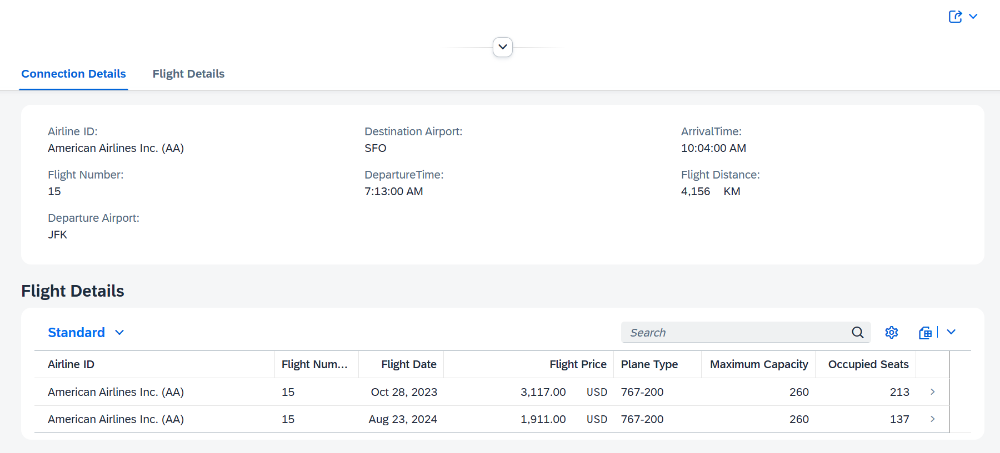 Connection Details Flight Details
Airline ID: Destination Airport: ArrivalTime:
American Airlines Inc. (AA) SFO 10:04:00 AM
Flight Number: DepartureTime: Flight Distance:
15 7:13:00 AM 4,156 KM
Departure Airport:
JFK
Flight Details
Standard Search
Airline ID Flight Num... Flight Date Flight Price Plane Type Maximum Capacity Occupied Seats
American Airlines Inc. (AA) 15 Oct 28, 2023 3,117.00 USD 767-200 260 213
American Airlines Inc. (AA) 15 Aug 23, 2024 1,911.00 USD 767-200 260 137